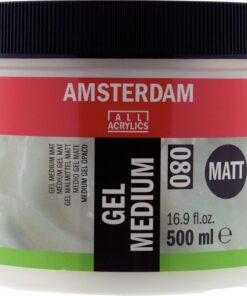 AMSTERDAM
ALL
ACRYLICS
GEL MEDIUM MAT
MEDIUM GEL MAT
GEL MALMITTEL MATT
MEDIO GEL MATE
MEDIUM GEL OPACO
GEL
MEDIUM
080
MATT
16.9 fl.oz.
500 ml ℮